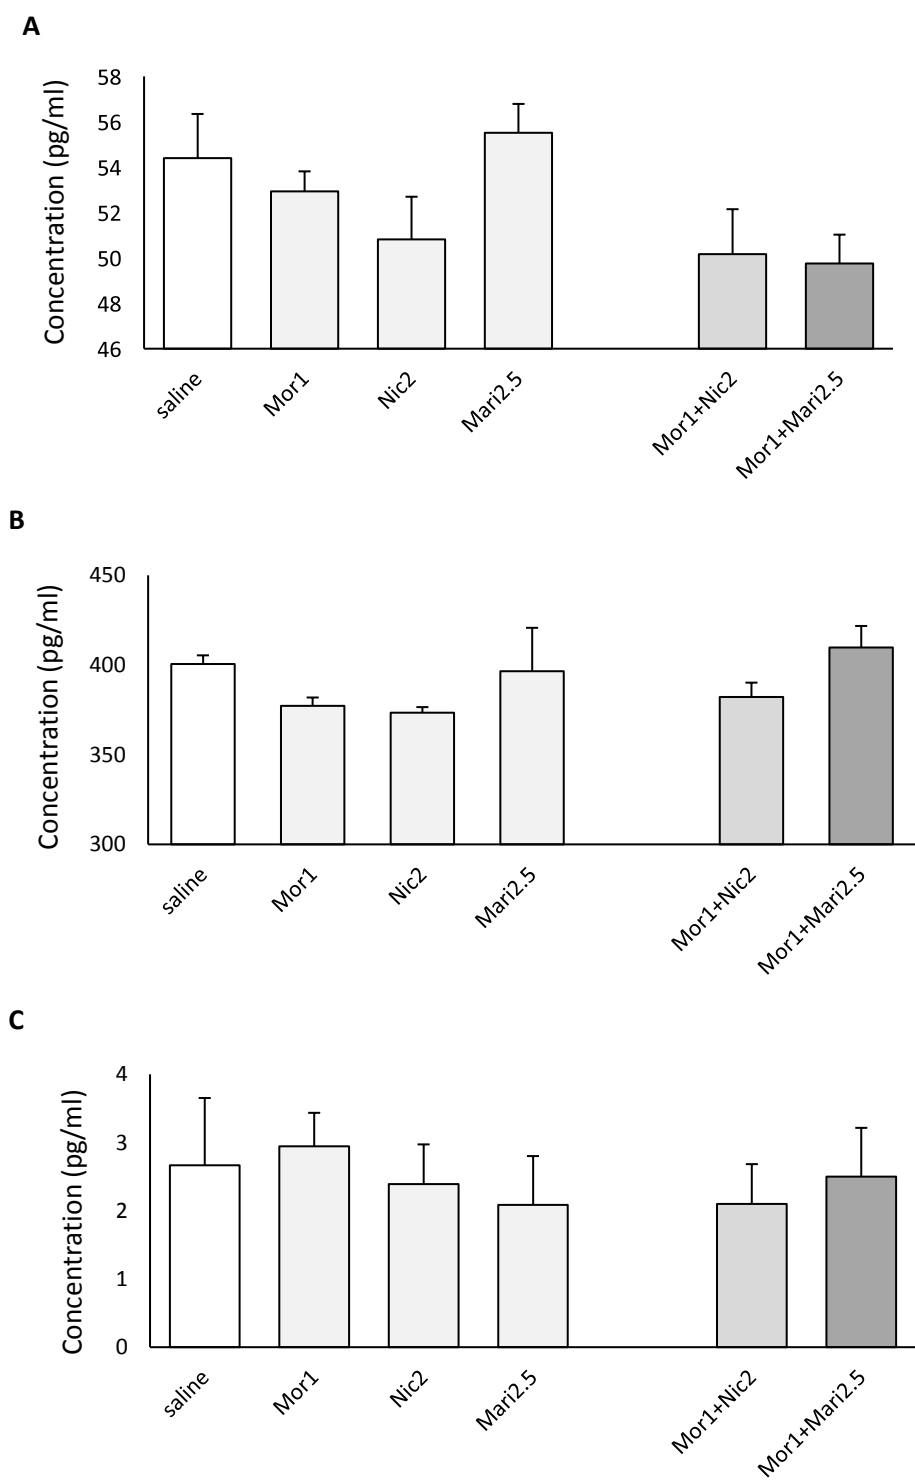 A
Concentration (pg/ml)
58
56
54
52
50
48
46
saline
Mor1
Nic2
Mari2.5
Mor1+Nic2
Mor1+Mari2.5
B
Concentration (pg/ml)
450
400
350
300
saline
Mor1
Nic2
Mari2.5
Mor1+Nic2
Mor1+Mari2.5
C
Concentration (pg/ml)
4
3
2
1
0
saline
Mor1
Nic2
Mari2.5
Mor1+Nic2
Mor1+Mari2.5